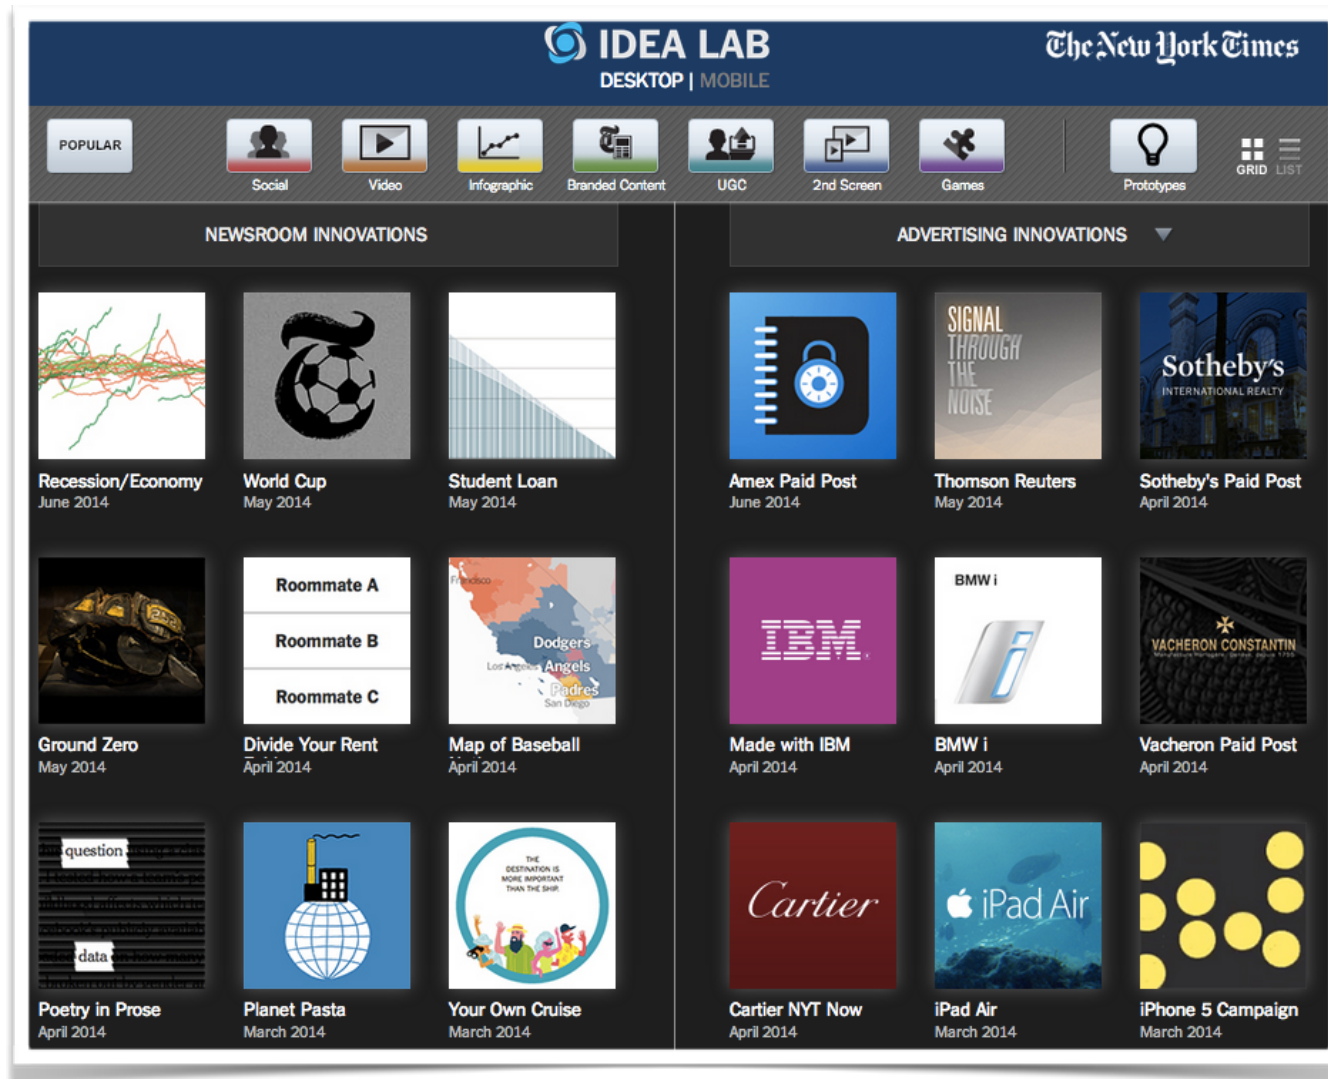 IDEA LAB
The New York Times
DESKTOP | MOBILE
POPULAR
Social
Video
Infographic
Branded Content
UGC
2nd Screen
Games
Prototypes
GRID LIST
NEWSROOM INNOVATIONS
ADVERTISING INNOVATIONS
SIGNAL
THROUGH
THE
NOISE
Sotheby's
INTERNATIONAL REALTY
Recession/Economy
June 2014
World Cup
May 2014
Student Loan
May 2014
Amex Paid Post
June 2014
Thomson Reuters
May 2014
Sotheby's Paid Post
April 2014
Roommate A
Roommate B
Roommate C
Francisco
Dodgers
Los Angeles
Angels
Padres
San Diego
IBM
BMW i
VACHERON CONSTANTIN
Ground Zero
May 2014
Divide Your Rent
April 2014
Map of Baseball
April 2014
Made with IBM
April 2014
BMW i
April 2014
Vacheron Paid Post
April 2014
question
data
THE
DESTINATION IS
MORE IMPORTANT
THAN THE SHIP.
Cartier
iPad Air
Poetry in Prose
April 2014
Planet Pasta
March 2014
Your Own Cruise
March 2014
Cartier NYT Now
April 2014
iPad Air
March 2014
iPhone 5 Campaign
March 2014